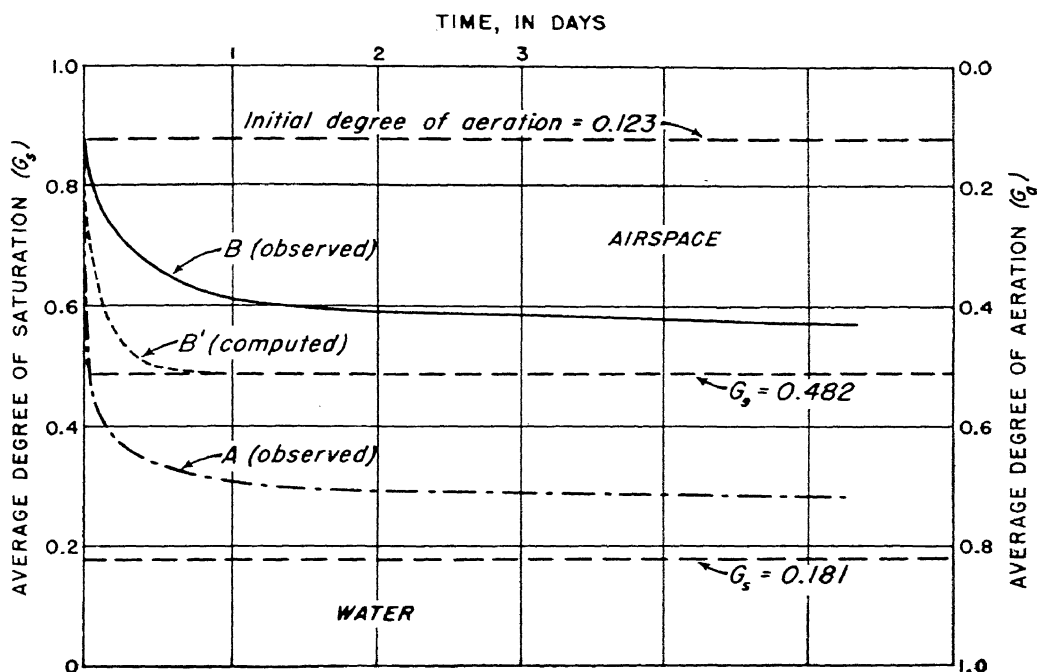 TIME, IN DAYS
1 2 3
1.0 0.0
Initial degree of aeration = 0.123
0.8 0.2
B (observed)
AIRSPACE
0.6 0.4
B' (computed)
Gₛ = 0.482
0.4 0.6
A (observed)
0.2 0.8
Gₛ = 0.181
WATER
0 1.0
AVERAGE DEGREE OF SATURATION (Gₛ)
AVERAGE DEGREE OF AERATION (Gₐ)